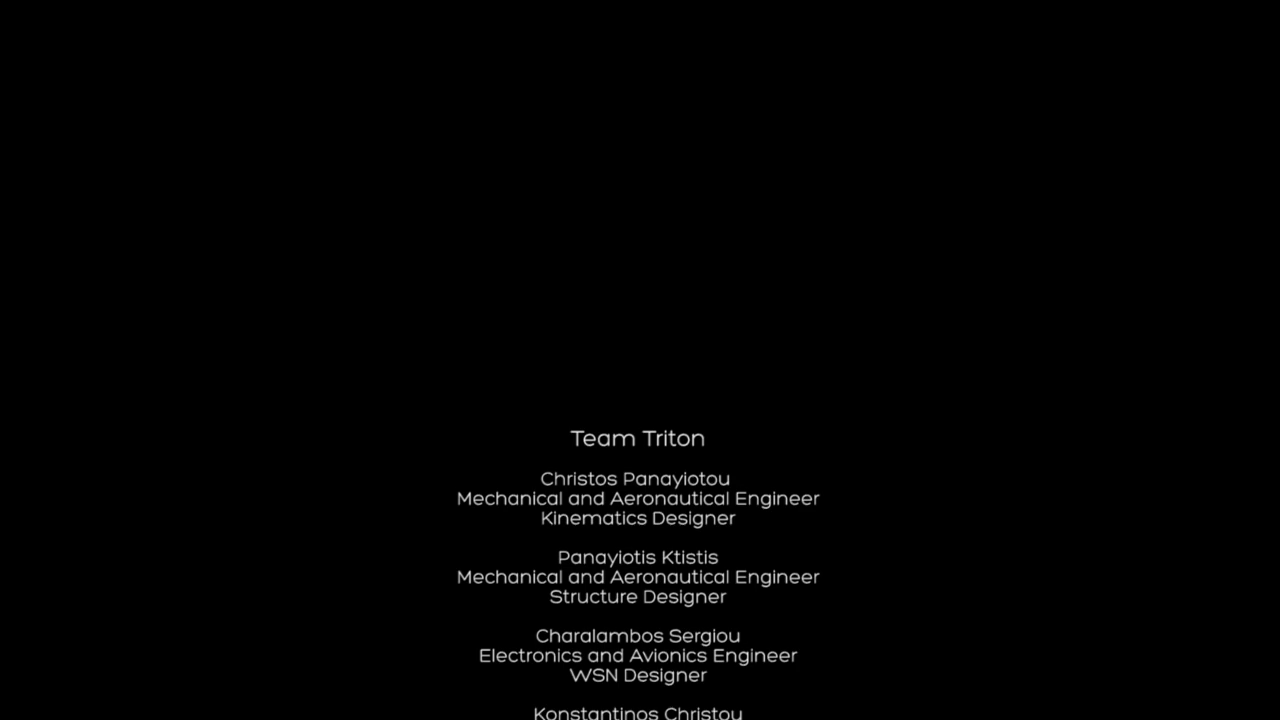 Team Triton
Christos Panayiotou
Mechanical and Aeronautical Engineer
Kinematics Designer
Panayiotis Ktistis
Mechanical and Aeronautical Engineer
Structure Designer
Charalambos Sergiou
Electronics and Avionics Engineer
WSN Designer
Konstantinos Christou